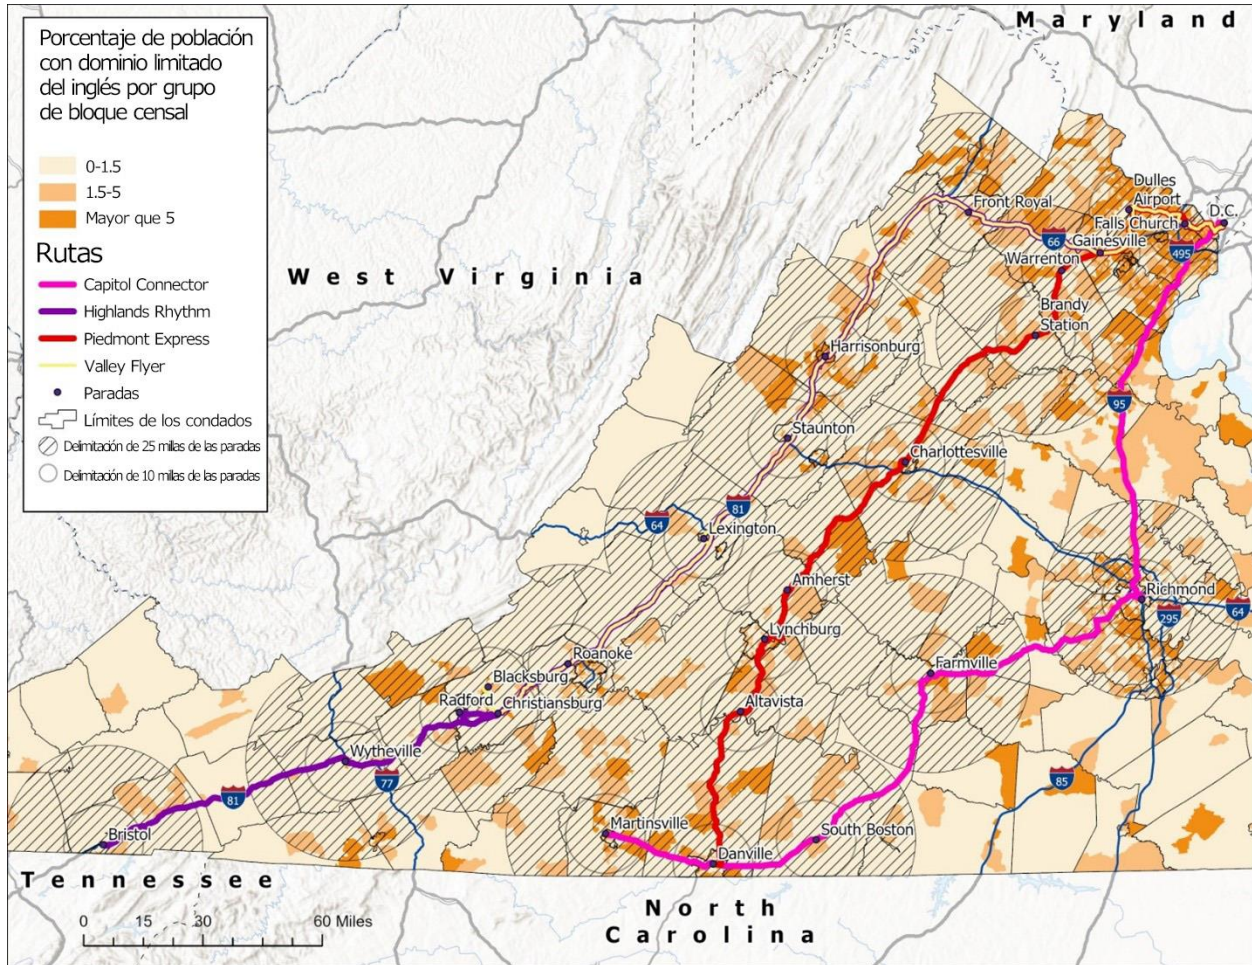 Porcentaje de población
con dominio limitado
del inglés por grupo
de bloque censal
0-1.5
1.5-5
Mayor que 5
Rutas
Capitol Connector
Highlands Rhythm
Piedmont Express
Valley Flyer
Paradas
Límites de los condados
Delimitación de 25 millas de las paradas
Delimitación de 10 millas de las paradas
Maryland
West Virginia
Dulles
Airport
D.C.
Falls Church
Front Royal
66
Gainesville
495
Warrenton
Brandy
Station
Harrisonburg
95
Staunton
Charlottesville
81
64
Lexington
Amherst
Richmond
295
64
Lynchburg
Roanoke
Farmville
Blacksburg
Radford
Christiansburg
Altavista
Wytheville
77
85
81
Bristol
Martinsville
South Boston
Danville
Tennessee
North
Carolina
0 15 30 60 Miles